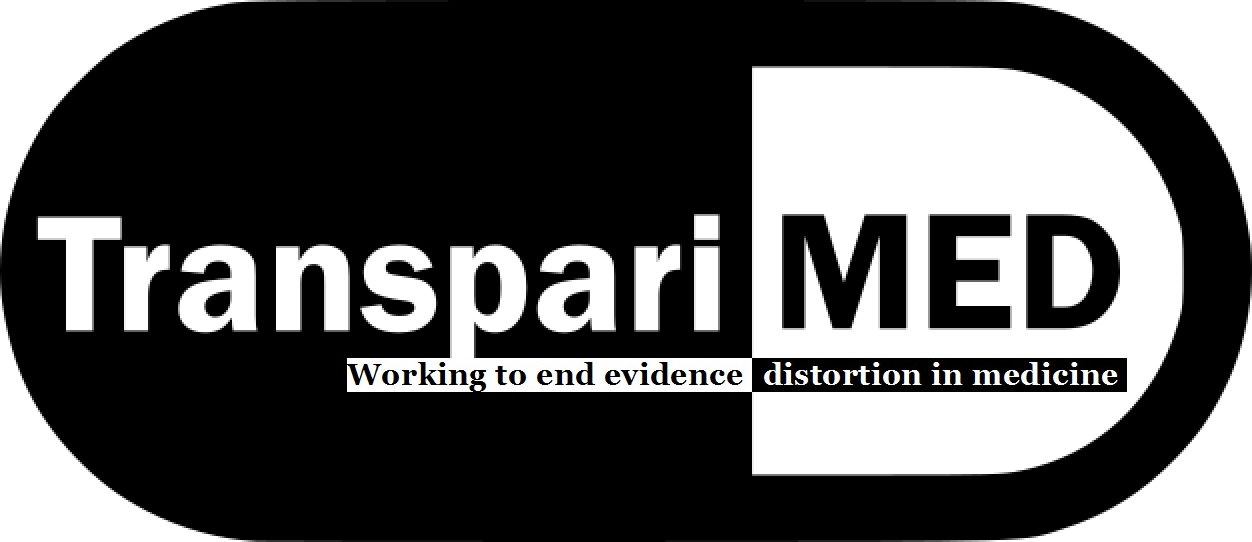 TranspariMED
Working to end evidence distortion in medicine